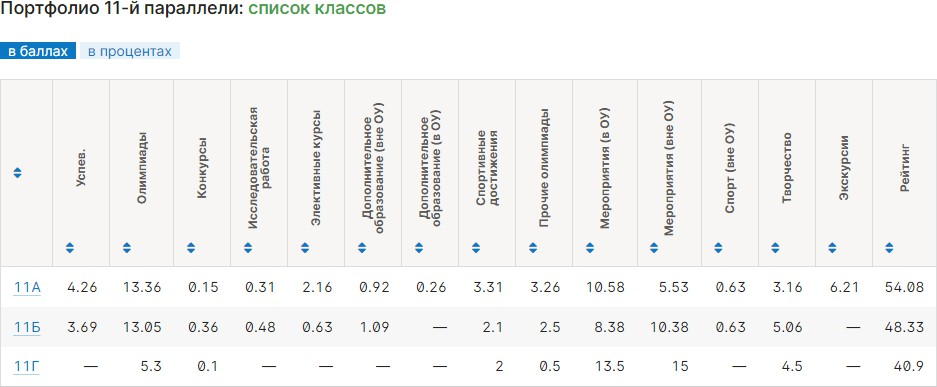 Портфолио 11-й параллели: список классов
в баллах в процентах
Успев. Олимпиады Конкурсы Исследовательская работа Элективные курсы Дополнительное образование (вне ОУ) Дополнительное образование (в ОУ) Спортивные достижения Прочие олимпиады Мероприятия (в ОУ) Мероприятия (вне ОУ) Спорт (вне ОУ) Творчество Экскурсии Рейтинг
11А 4.26 13.36 0.15 0.31 2.16 0.92 0.26 3.31 3.26 10.58 5.53 0.63 3.16 6.21 54.08
11Б 3.69 13.05 0.36 0.48 0.63 1.09 — 2.1 2.5 8.38 10.38 0.63 5.06 — 48.33
11Г — 5.3 0.1 — — — — 2 0.5 13.5 15 — 4.5 — 40.9